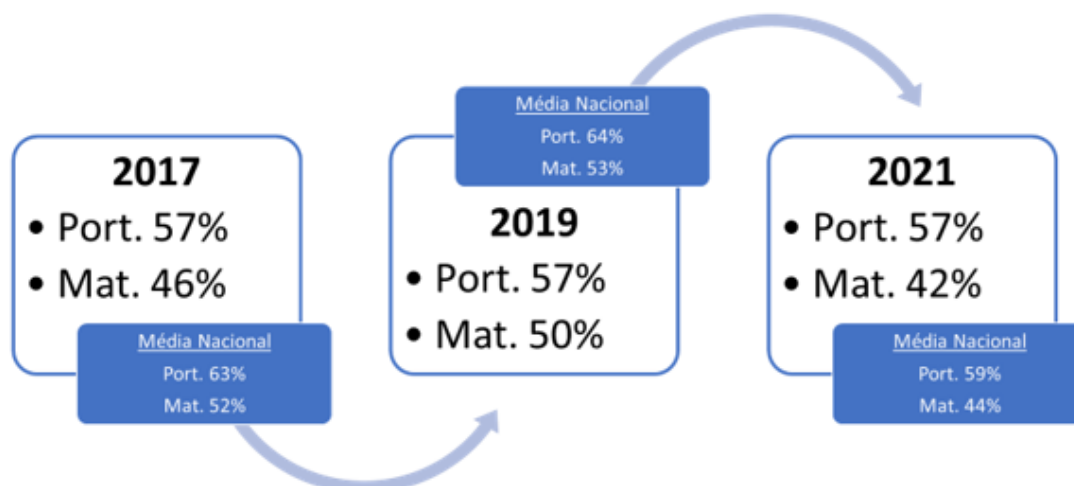 2017
• Port. 57%
• Mat. 46%
Média Nacional
Port. 63%
Mat. 52%
Média Nacional
Port. 64%
Mat. 53%
2019
• Port. 57%
• Mat. 50%
2021
• Port. 57%
• Mat. 42%
Média Nacional
Port. 59%
Mat. 44%